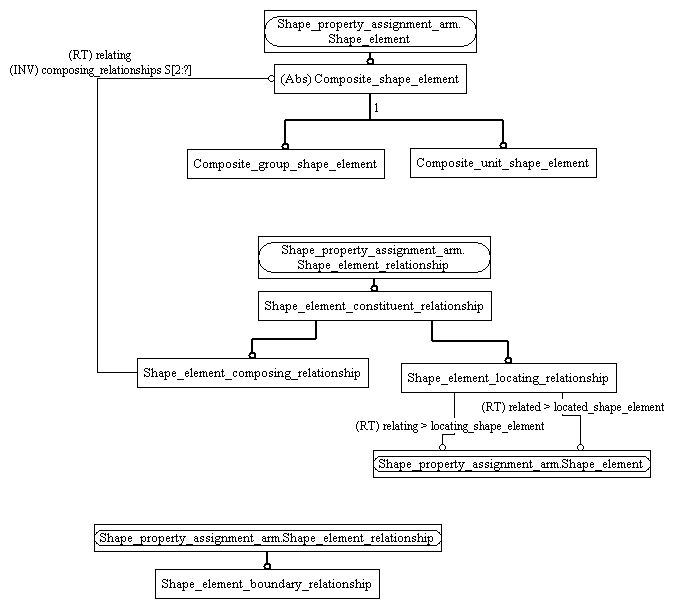 Shape_property_assignment_arm.
Shape_element
(RT) relating
(INV) composing_relationships S[2:?]
(Abs) Composite_shape_element
1
Composite_group_shape_element
Composite_unit_shape_element
Shape_property_assignment_arm.
Shape_element_relationship
Shape_element_constituent_relationship
Shape_element_composing_relationship
Shape_element_locating_relationship
(RT) related > located_shape_element
(RT) relating > locating_shape_element
Shape_property_assignment_arm.Shape_element
Shape_property_assignment_arm.Shape_element_relationship
Shape_element_boundary_relationship